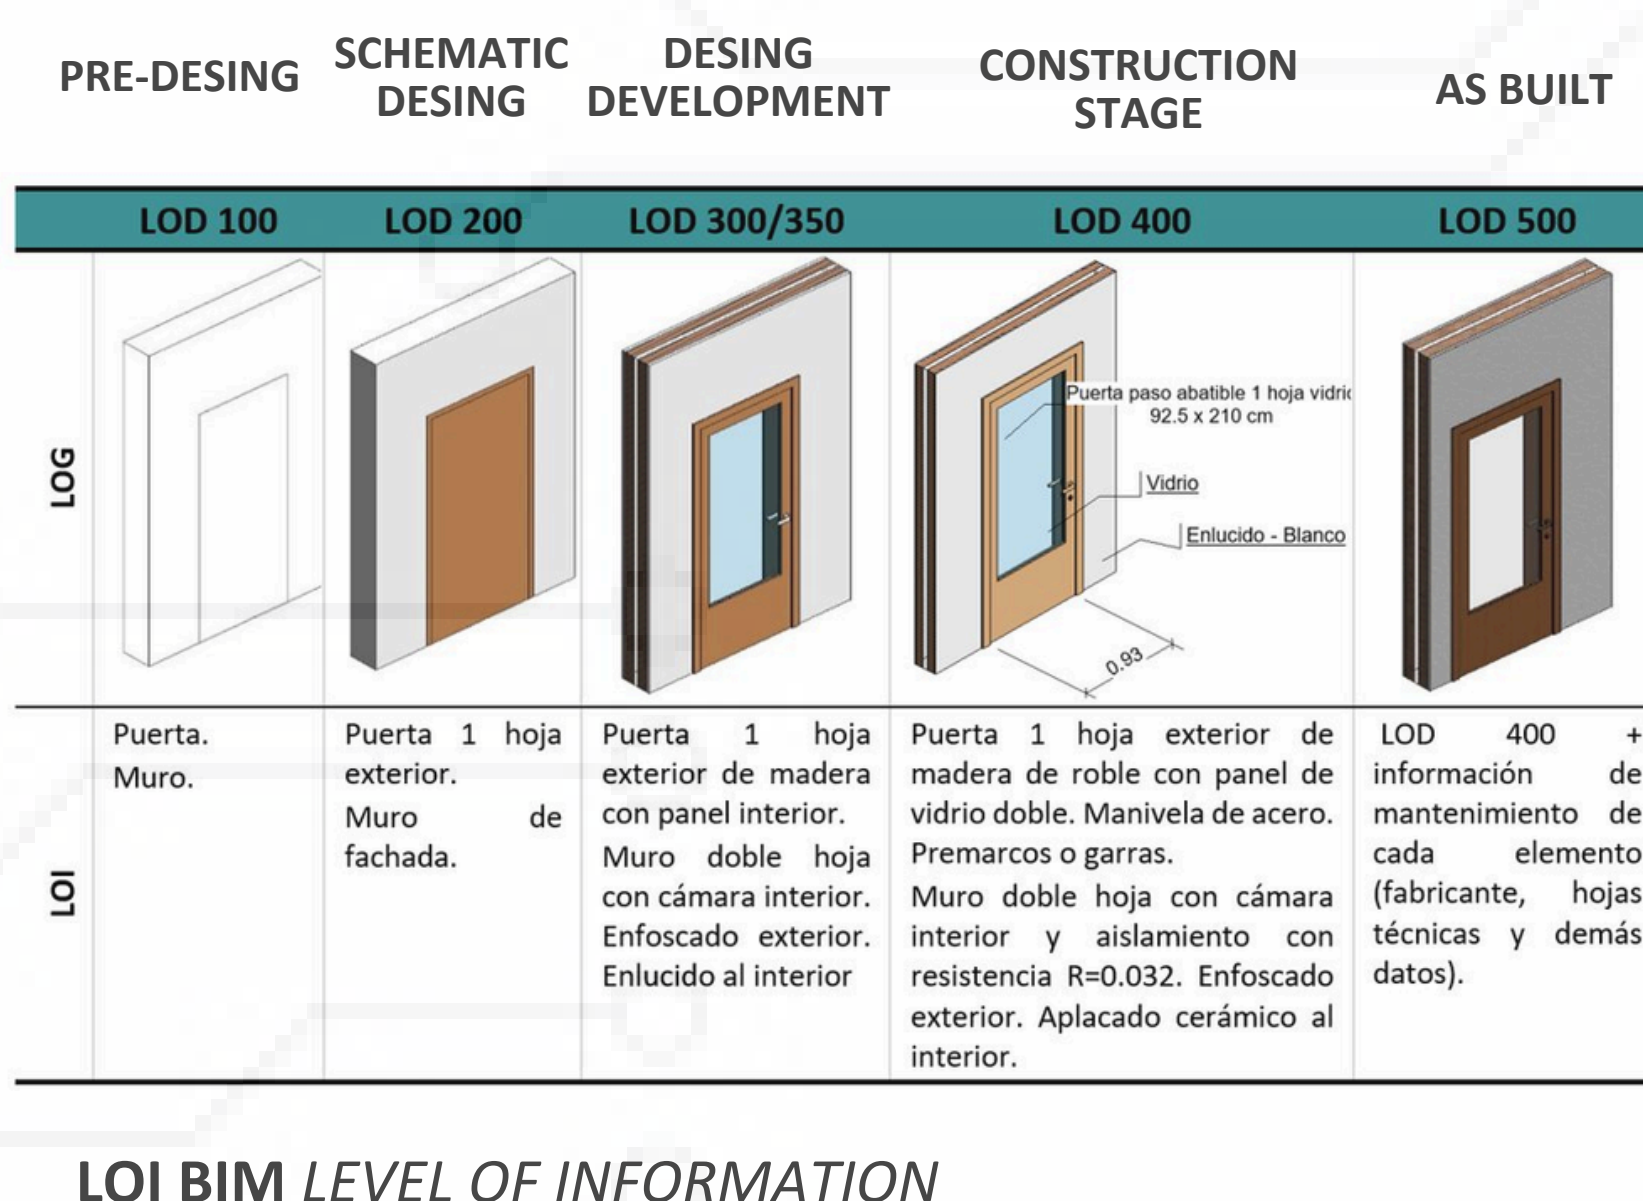 PRE-DESING
SCHEMATIC
DESING
DESING
DEVELOPMENT
CONSTRUCTION
STAGE
AS BUILT
LOD 100
LOD 200
LOD 300/350
LOD 400
LOD 500
LOG
Puerta paso abatible 1 hoja vidrio
92.5 x 210 cm
Vidrio
Enlucido - Blanco
0.93
LOI
Puerta.
Muro.
Puerta 1 hoja
exterior.
Muro de
fachada.
Puerta 1 hoja
exterior de madera
con panel interior.
Muro doble hoja
con cámara interior.
Enfoscado exterior.
Enlucido al interior
Puerta 1 hoja exterior de
madera de roble con panel de
vidrio doble. Manivela de acero.
Premarcos o garras.
Muro doble hoja con cámara
interior y aislamiento con
resistencia R=0.032. Enfoscado
exterior. Aplacado cerámico al
interior.
LOD 400 +
información de
mantenimiento de
cada elemento
(fabricante, hojas
técnicas y demás
datos).
LOI BIM LEVEL OF INFORMATION